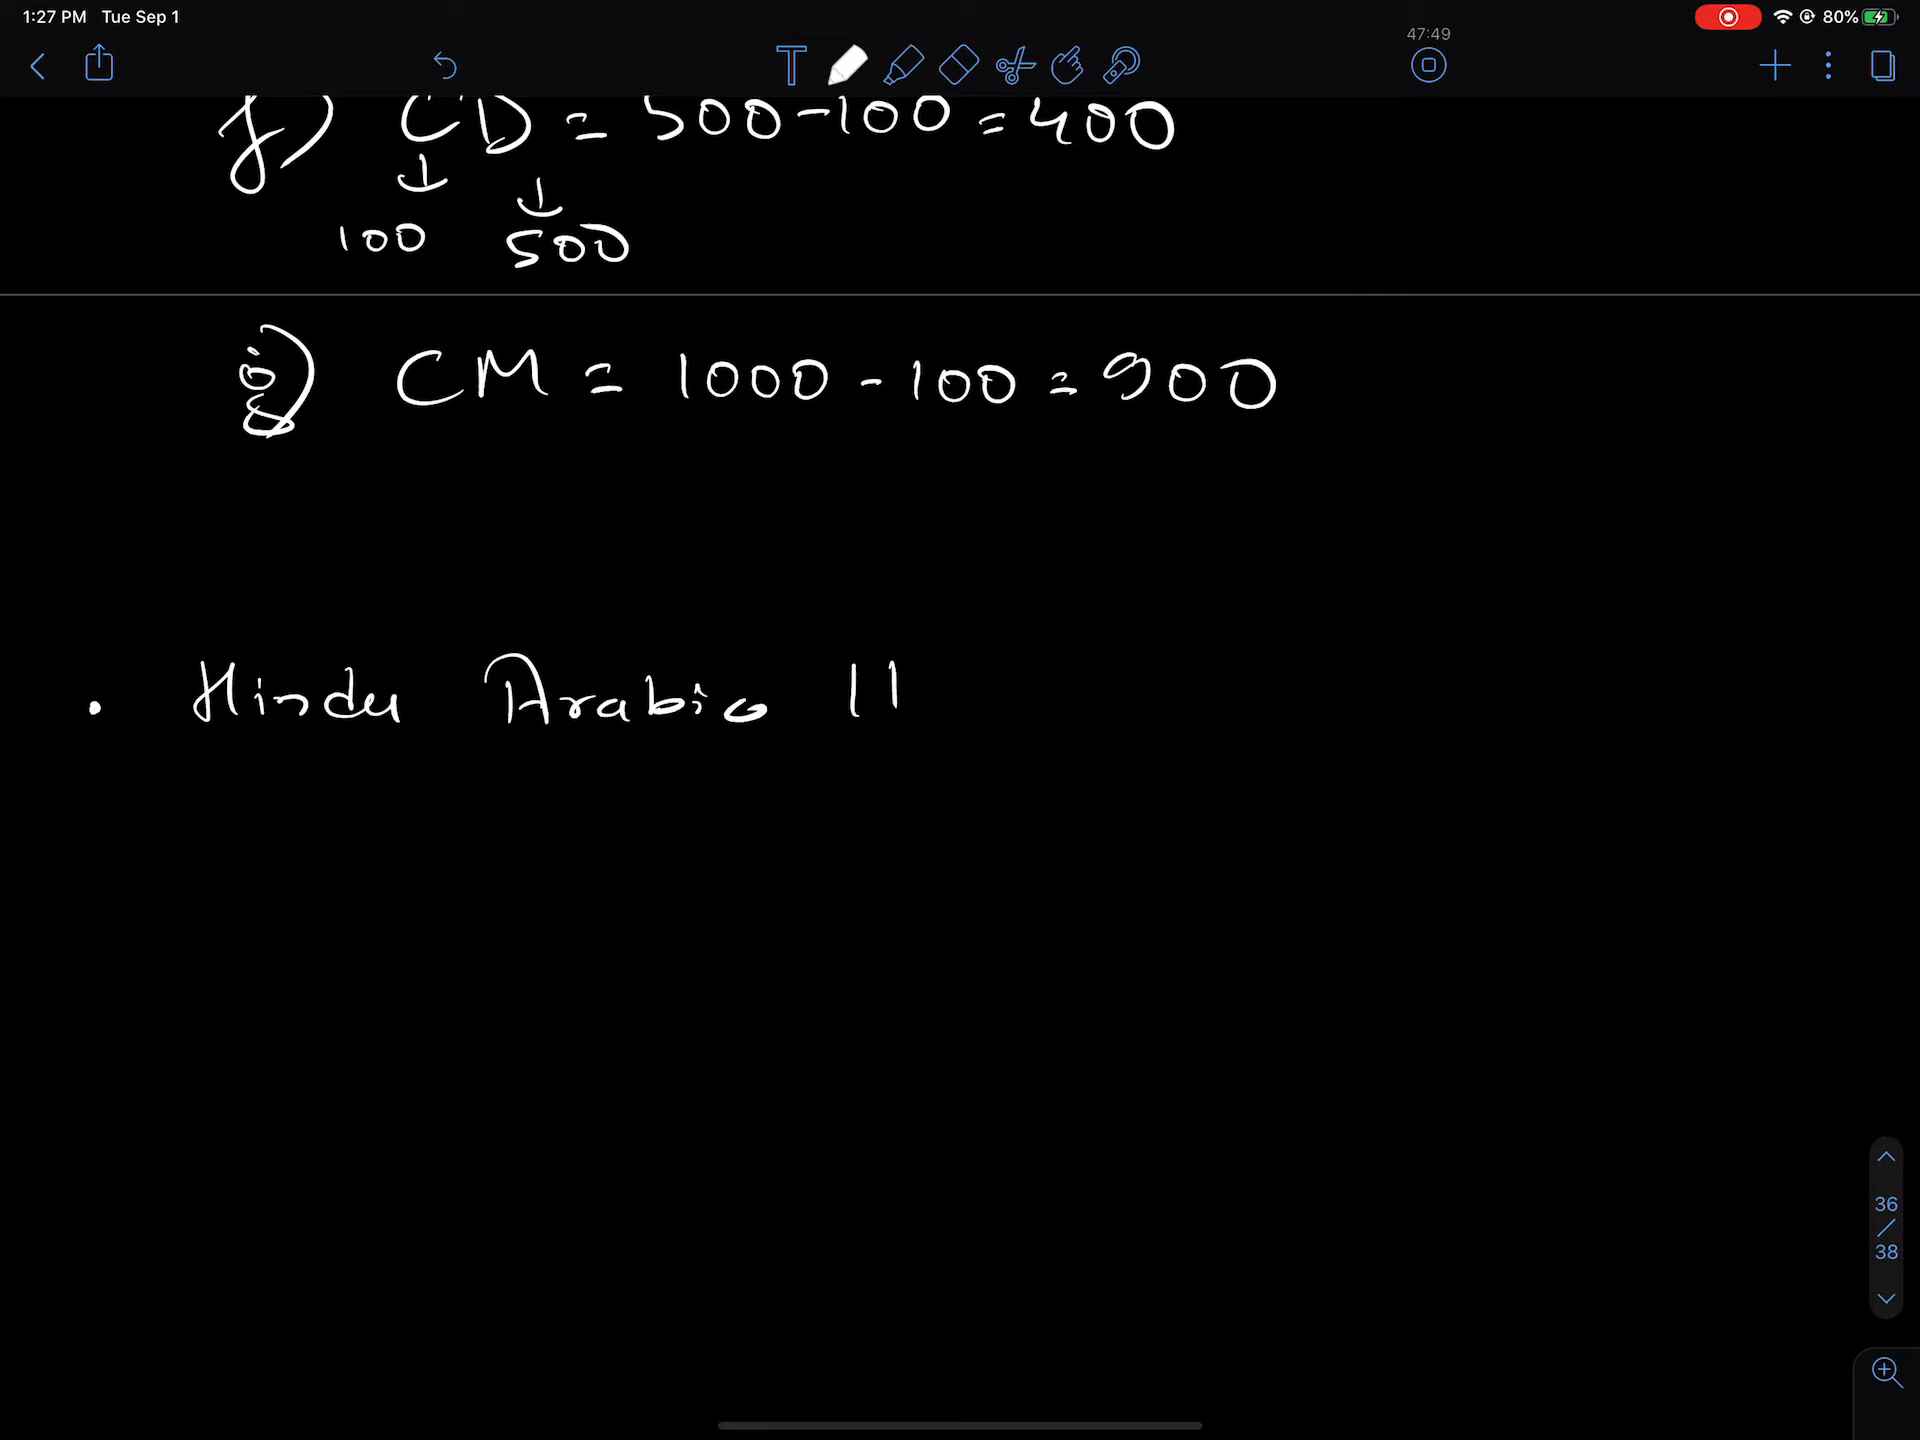 1:27 PM Tue Sep 1
80%
47:49
T
f) CD = 500 - 100 = 400
100 500
CM = 1000 - 100 = 900
. Hindu Arabic
36
38